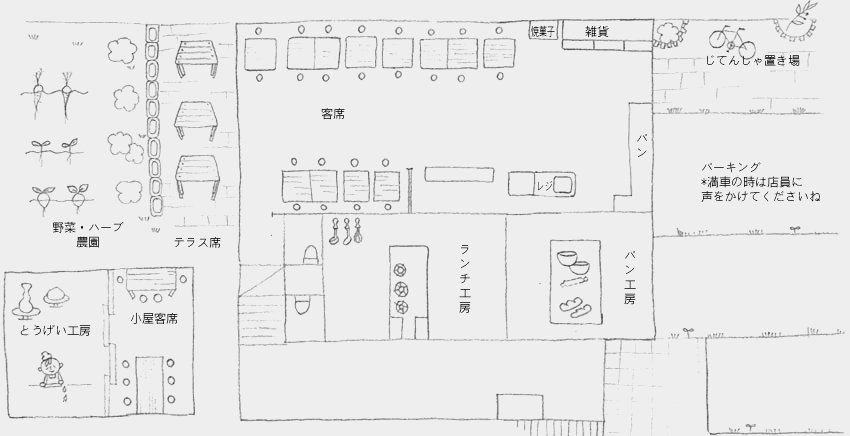 焼菓子
雑貨
じてんしゃ置き場
客席
パン
レジ
パーキング
*満車の時は店員に
声をかけてくださいね
野菜・ハーブ
農園
テラス席
ランチ工房
パン工房
とうげい工房
小屋客席